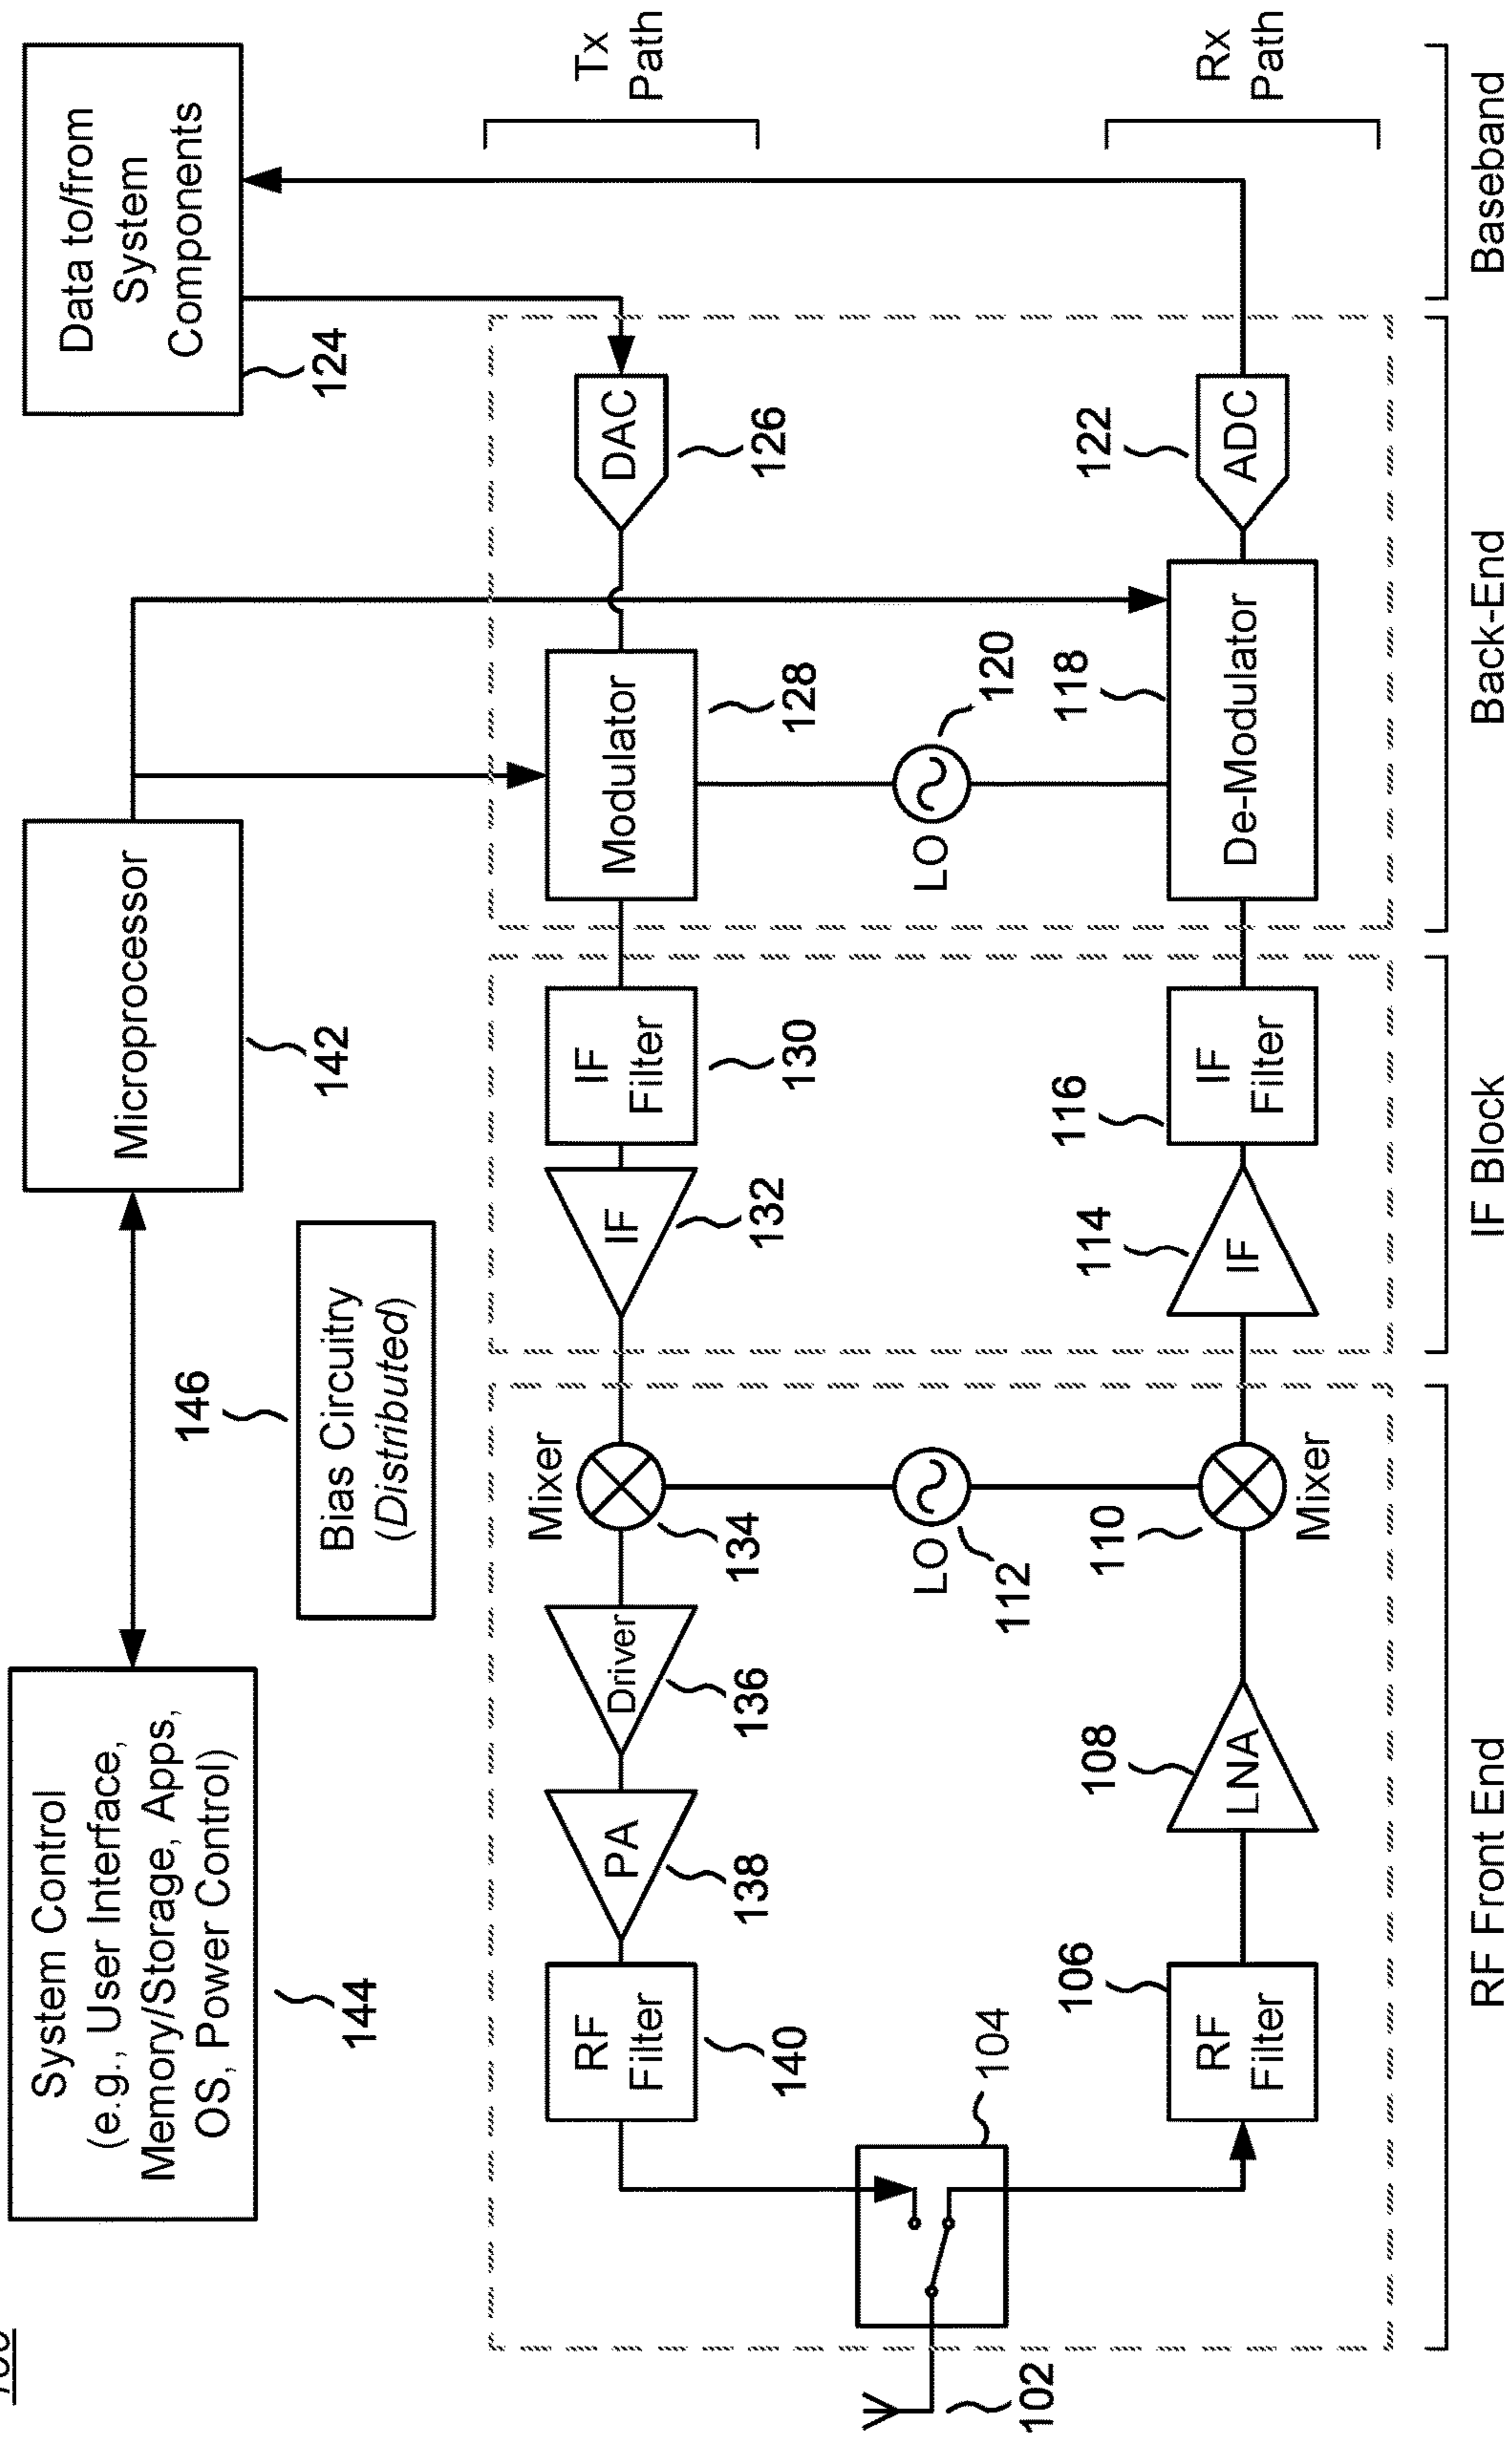 System Control
(e.g., User Interface,
Memory/Storage, Apps,
OS, Power Control)
144
Microprocessor
142
Data to/from
System
Components
124
146
Bias Circuitry
(Distributed)
Tx
Path
RF
Filter
140
PA
138
Driver
136
Mixer
134
IF
132
IF
Filter
130
Modulator
128
DAC
126
102
104
LO
112
LO
120
Rx
Path
RF
Filter
106
LNA
108
110
Mixer
IF
114
IF
Filter
116
De-Modulator
118
ADC
122
RF Front End
IF Block
Back-End
Baseband